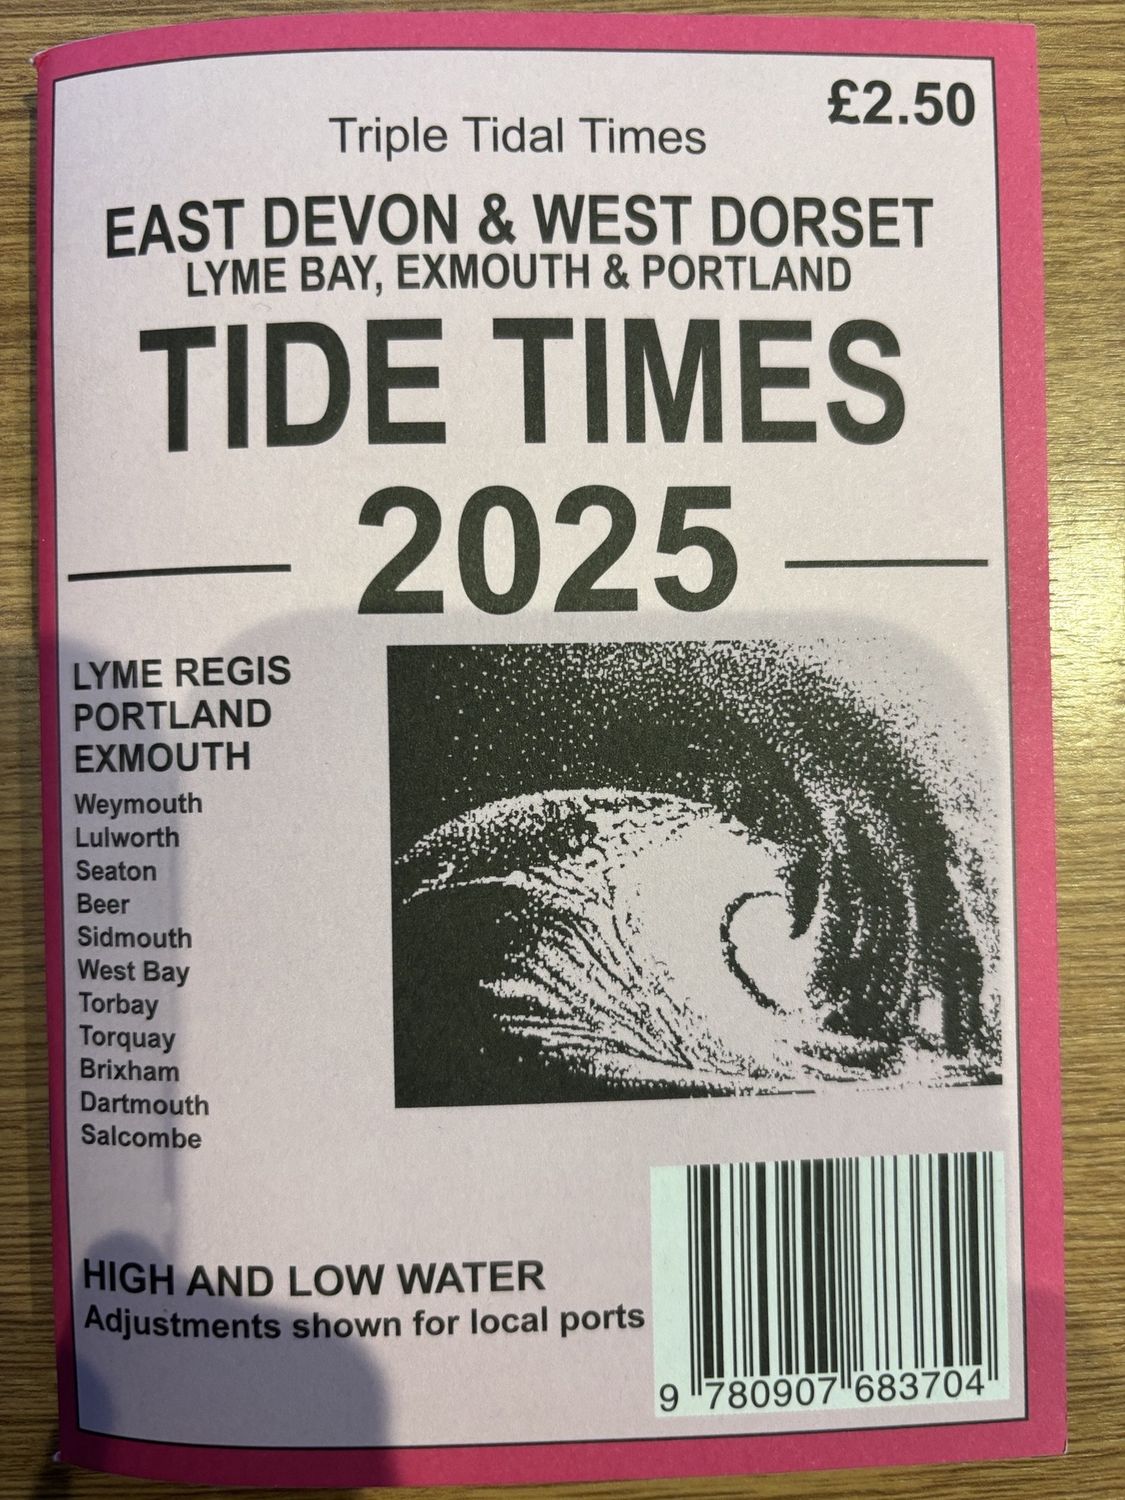 £2.50
Triple Tidal Times
EAST DEVON & WEST DORSET
LYME BAY, EXMOUTH & PORTLAND
TIDE TIMES
2025
LYME REGIS
PORTLAND
EXMOUTH
Weymouth
Lulworth
Seaton
Beer
Sidmouth
West Bay
Torbay
Torquay
Brixham
Dartmouth
Salcombe
HIGH AND LOW WATER
Adjustments shown for local ports
9 780907 683704